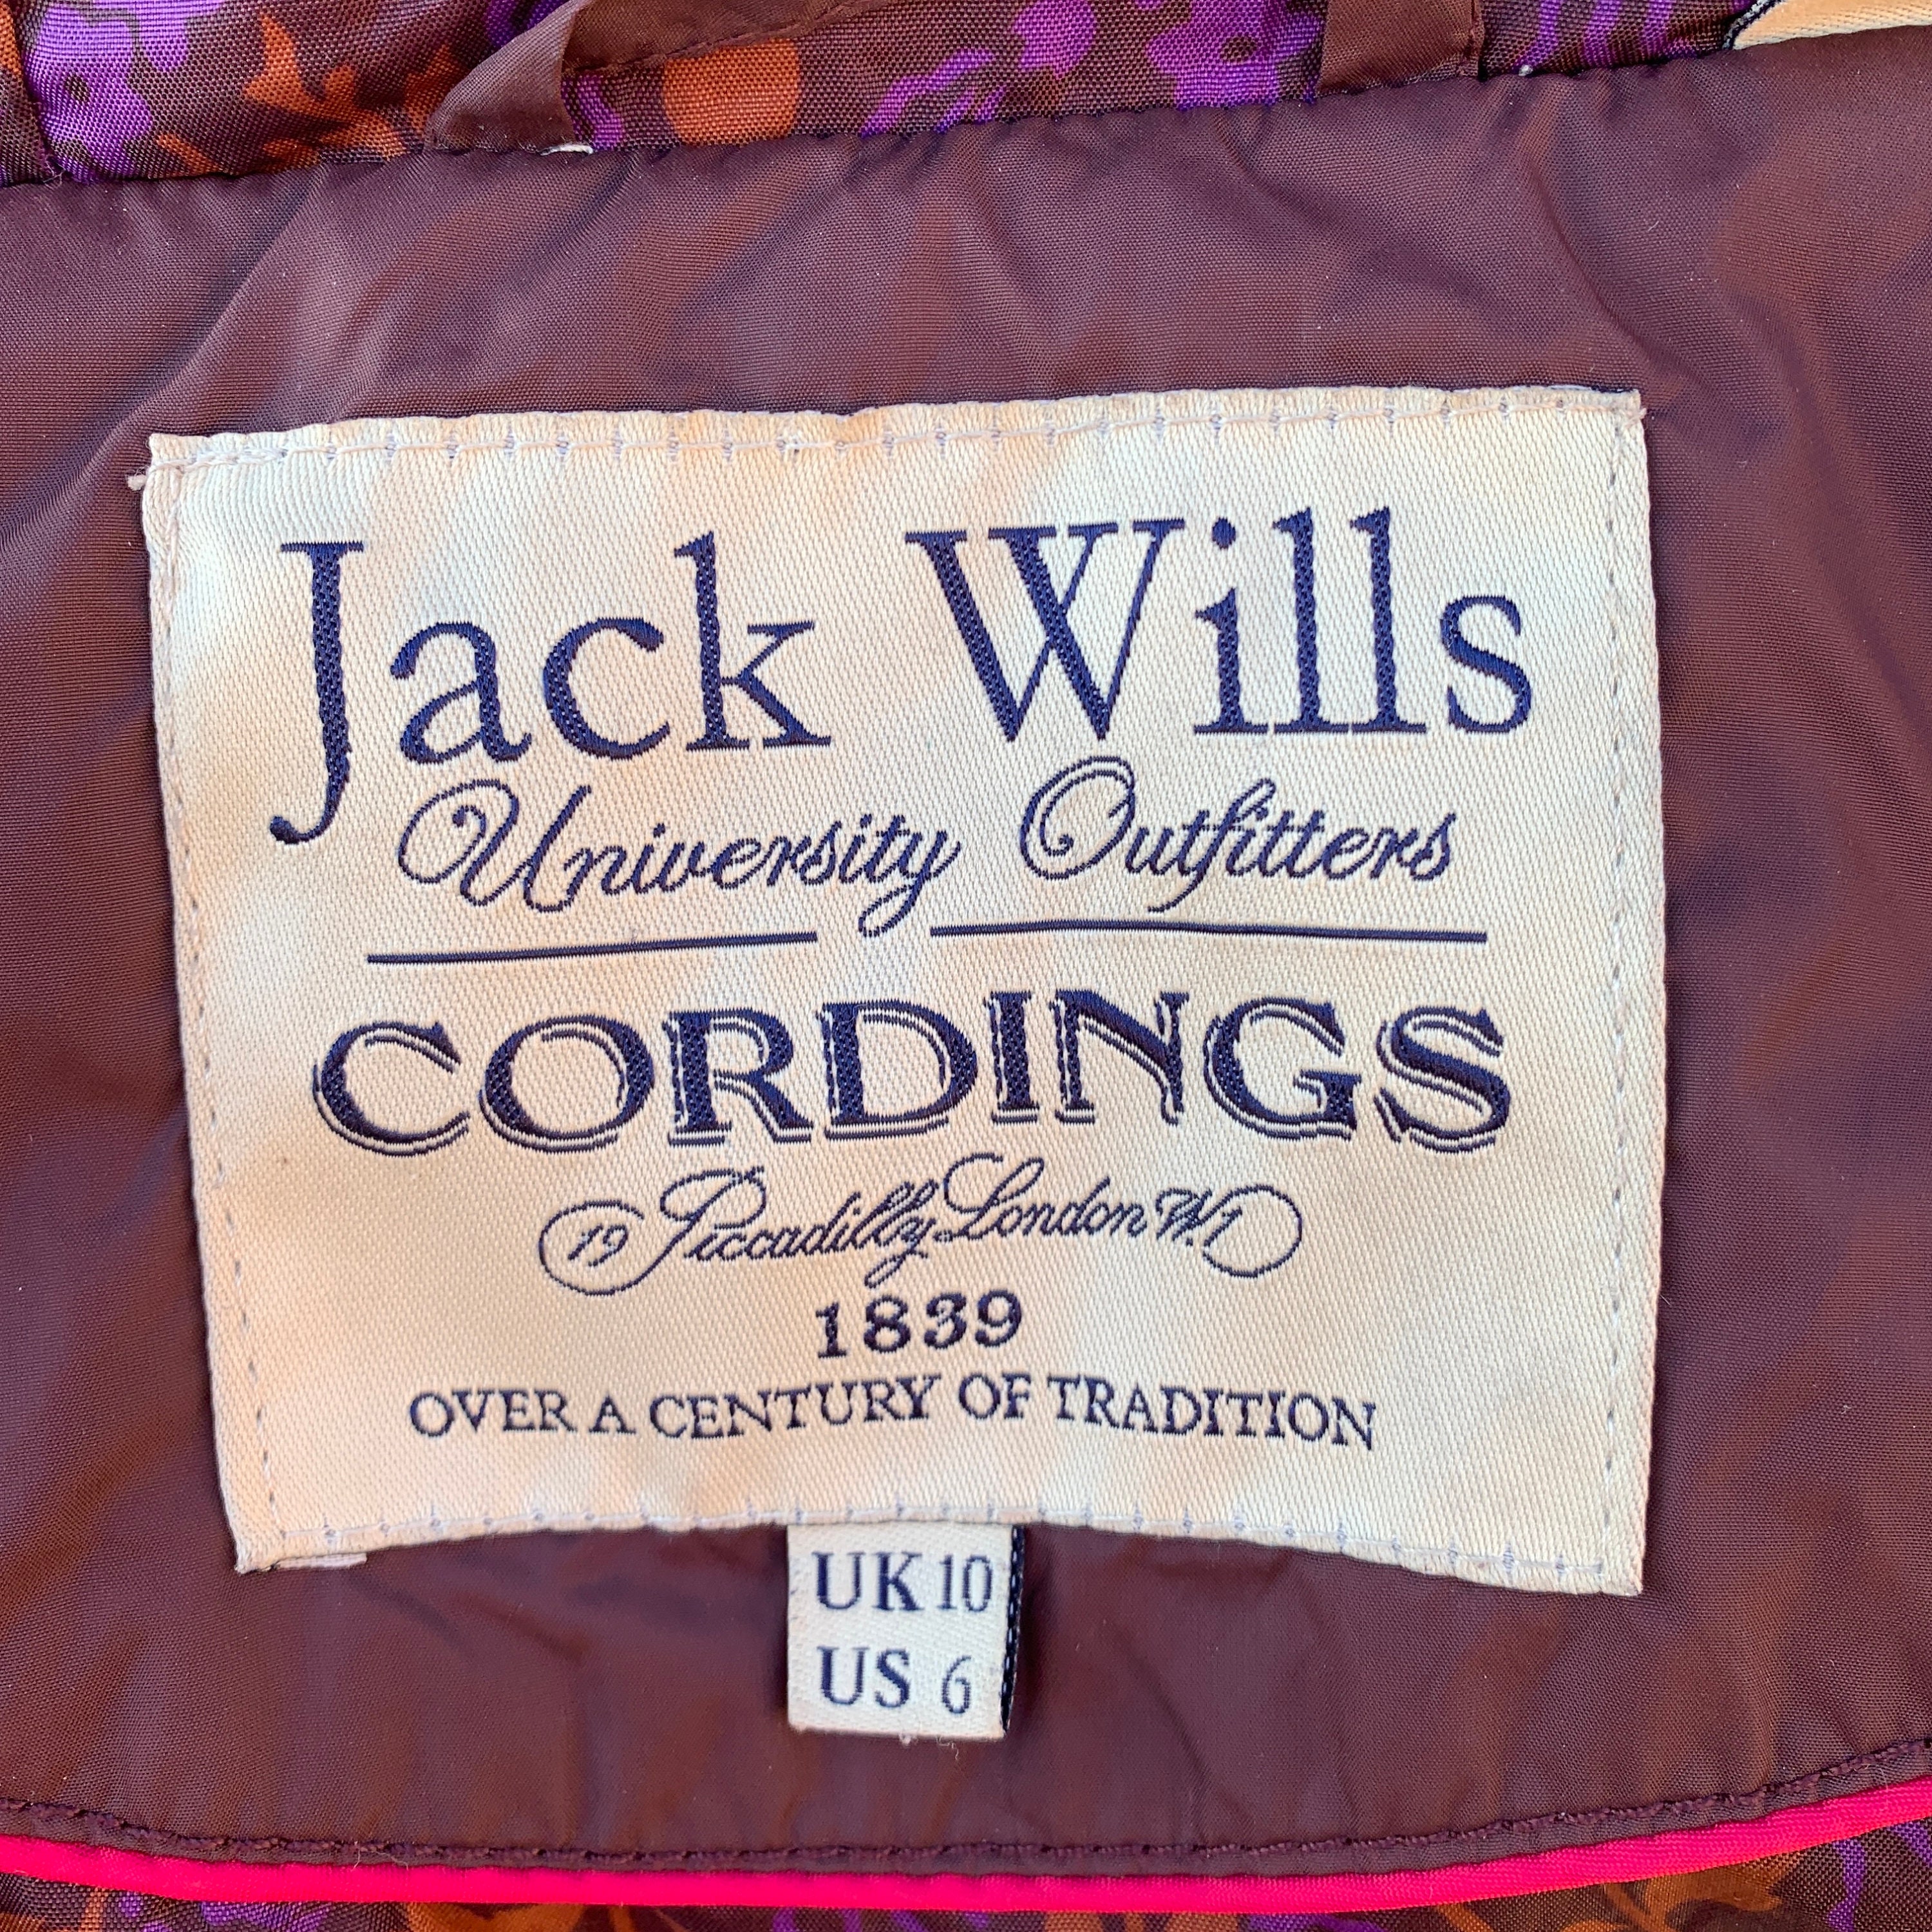 Jack Wills
University Outfitters
CORDINGS
19 Piccadilly London W.1
1839
OVER A CENTURY OF TRADITION
UK 10
US 6